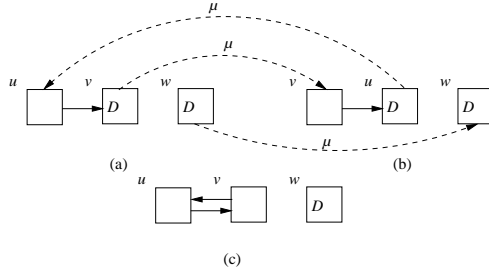 μ
μ
u v w v u w
D D D D
μ
(a) (b)
u v w
D
(c)